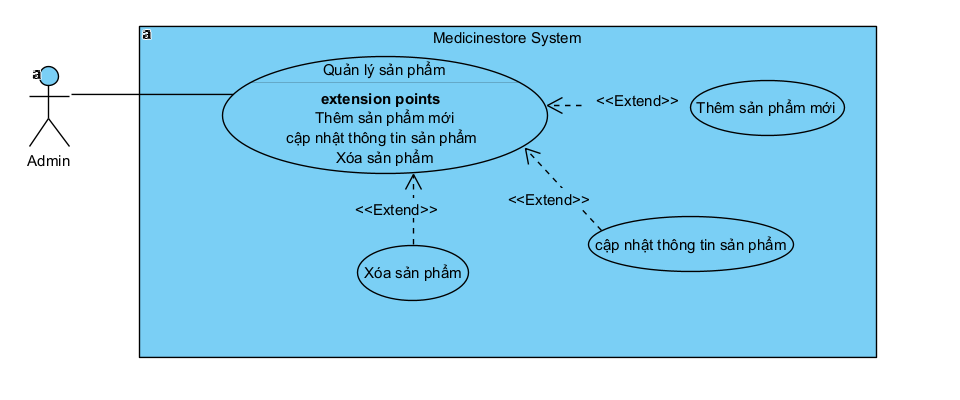 a
Medicinestore System
a
Admin
Quản lý sản phẩm
extension points
Thêm sản phẩm mới
cập nhật thông tin sản phẩm
Xóa sản phẩm
<<Extend>>
Thêm sản phẩm mới
<<Extend>>
cập nhật thông tin sản phẩm
<<Extend>>
Xóa sản phẩm